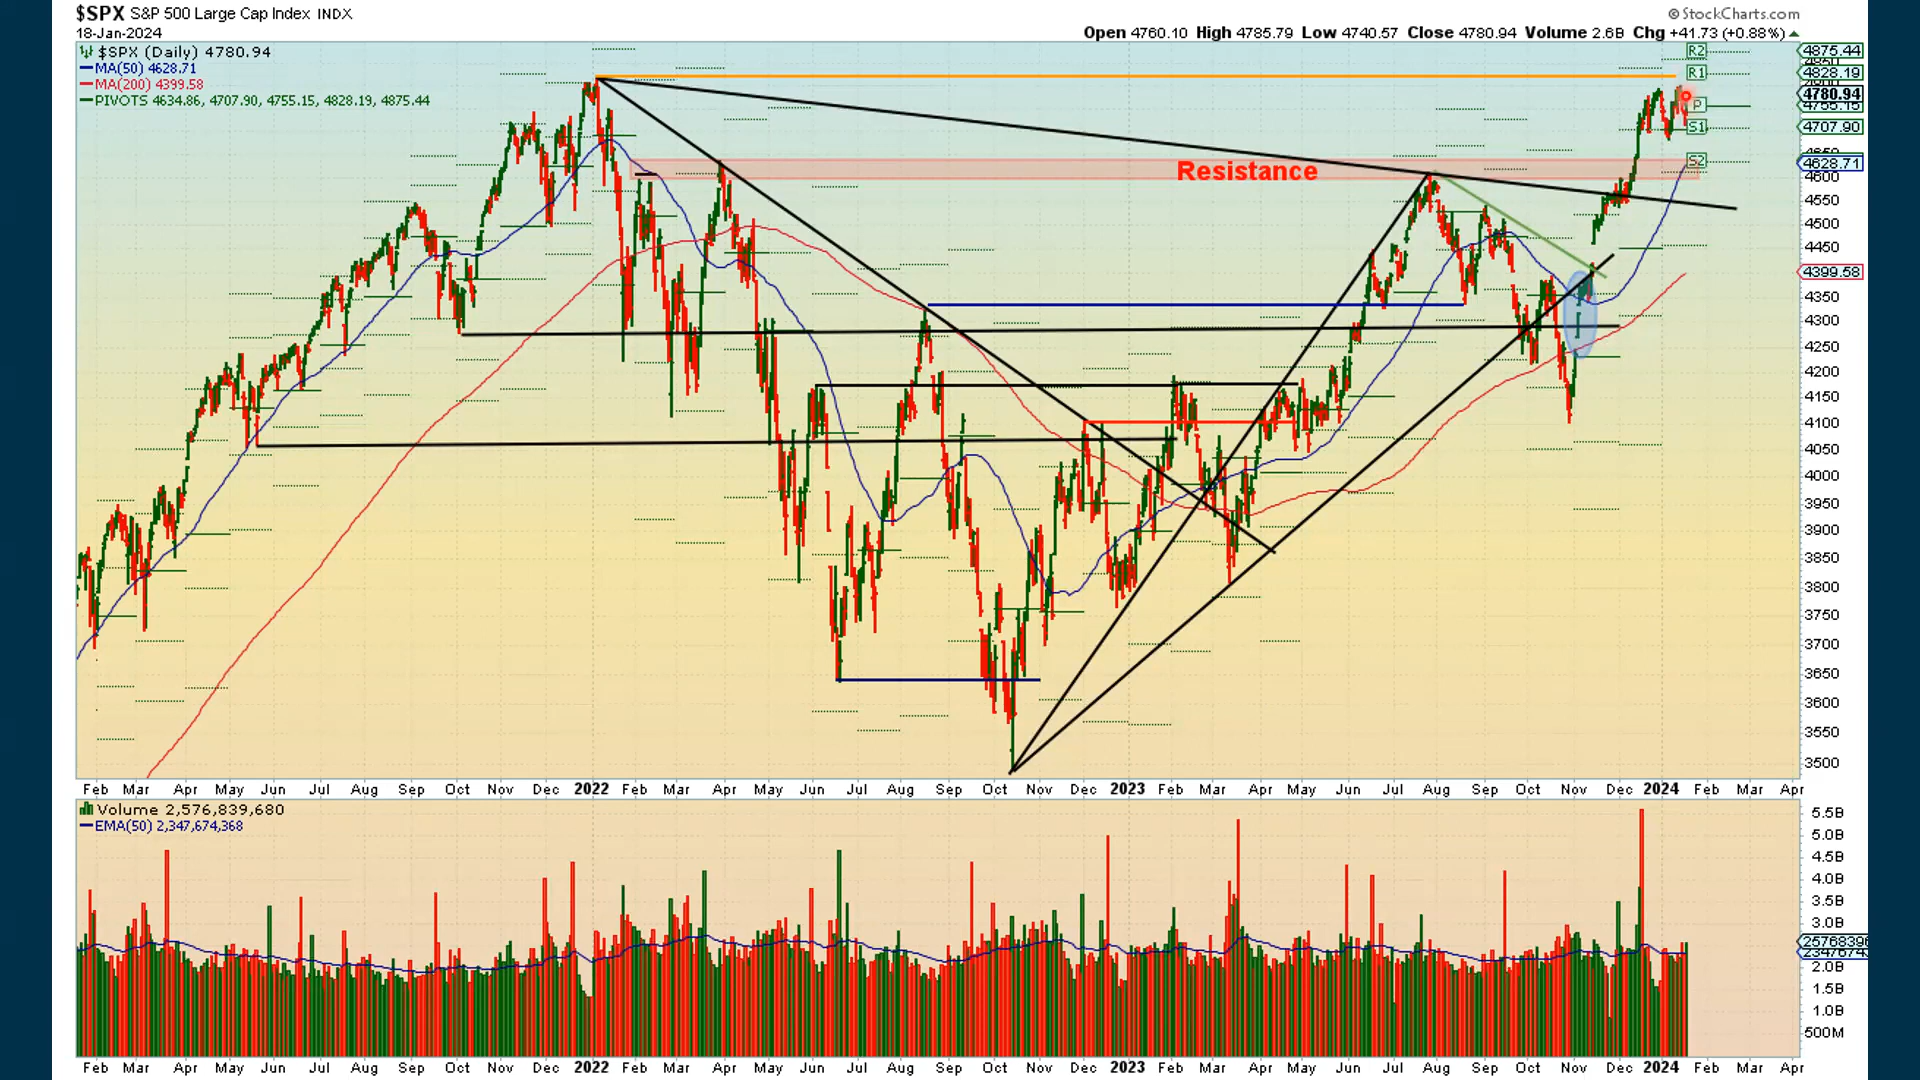 $SPX S&P 500 Large Cap Index INDX
© StockCharts.com
18-Jan-2024
Open 4760.10 High 4785.79 Low 4740.57 Close 4780.94 Volume 2.6B Chg +41.73 (+0.88%)
$SPX (Daily) 4780.94
MA(50) 4628.71
MA(200) 4399.58
PIVOTS 4634.86, 4707.90, 4755.15, 4828.19, 4875.44
R2
4875.44
R1
4828.19
4780.94
P
4755.15
S1
4707.90
S2
4628.71
Resistance
4600
4550
4500
4450
4399.58
4350
4300
4250
4200
4150
4100
4050
4000
3950
3900
3850
3800
3750
3700
3650
3600
3550
3500
Feb Mar Apr May Jun Jul Aug Sep Oct Nov Dec 2022 Feb Mar Apr May Jun Jul Aug Sep Oct Nov Dec 2023 Feb Mar Apr May Jun Jul Aug Sep Oct Nov Dec 2024 Feb Mar Apr
Volume 2,576,839,680
EMA(50) 2,347,674,368
5.5B
5.0B
4.5B
4.0B
3.5B
3.0B
2.0B
1.5B
1.0B
500M
Feb Mar Apr May Jun Jul Aug Sep Oct Nov Dec 2022 Feb Mar Apr May Jun Jul Aug Sep Oct Nov Dec 2023 Feb Mar Apr May Jun Jul Aug Sep Oct Nov Dec 2024 Feb Mar Apr